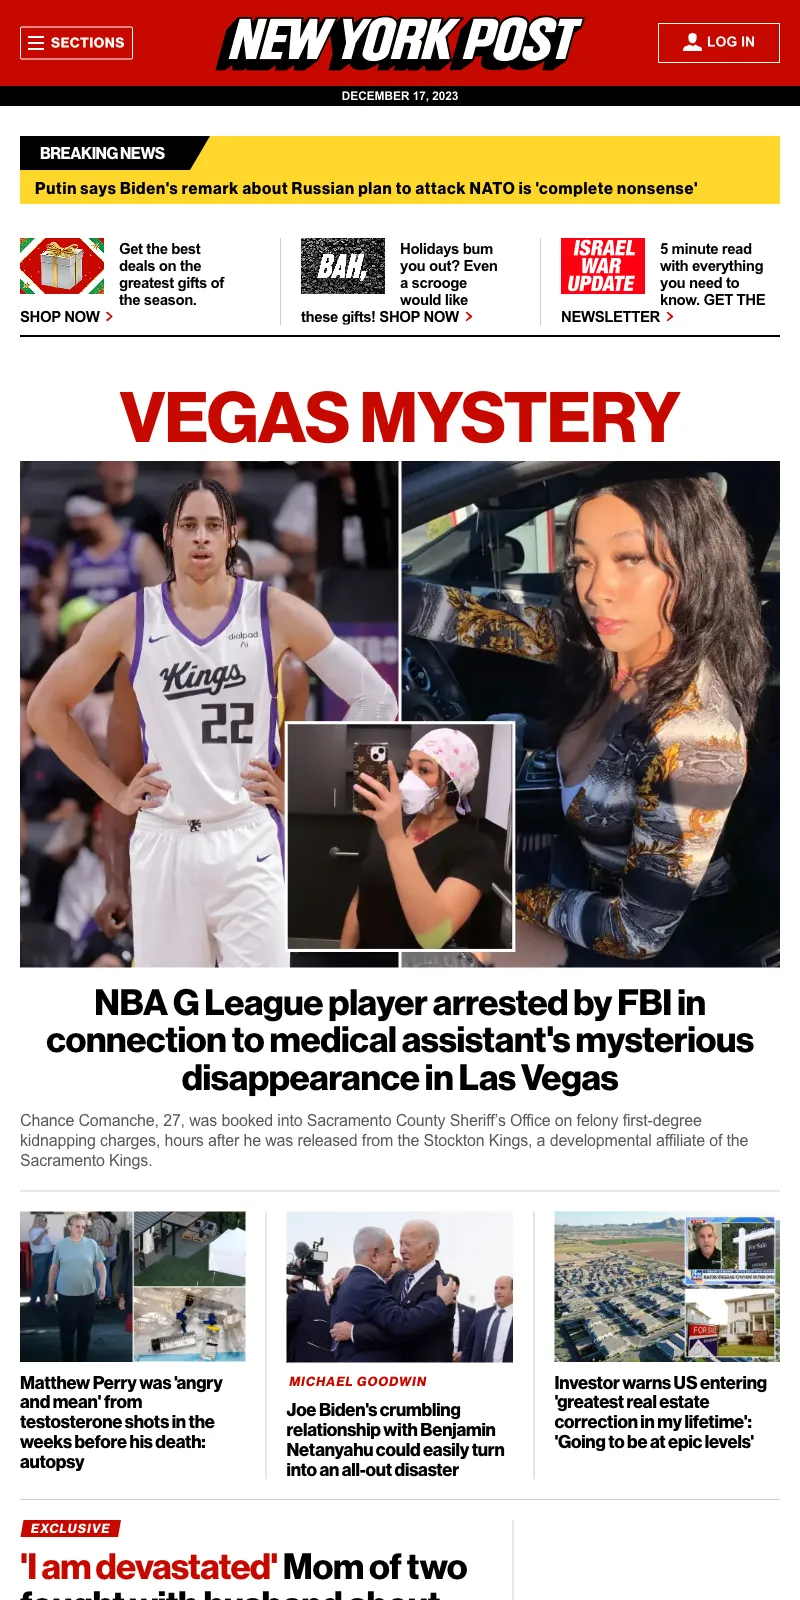 SECTIONS
NEW YORK POST
LOG IN
DECEMBER 17, 2023
BREAKING NEWS
Putin says Biden's remark about Russian plan to attack NATO is 'complete nonsense'
Get the best
deals on the
greatest gifts of
the season.
SHOP NOW >
BAH,
Holidays bum
you out? Even
a scrooge
would like
these gifts! SHOP NOW >
ISRAEL
WAR
UPDATE
5 minute read
with everything
you need to
know. GET THE
NEWSLETTER >
VEGAS MYSTERY
dialpad
Ai
Kings
22
NBA G League player arrested by FBI in
connection to medical assistant's mysterious
disappearance in Las Vegas
Chance Comanche, 27, was booked into Sacramento County Sheriff's Office on felony first-degree
kidnapping charges, hours after he was released from the Stockton Kings, a developmental affiliate of the
Sacramento Kings.
Matthew Perry was 'angry
and mean' from
testosterone shots in the
weeks before his death:
autopsy
MICHAEL GOODWIN
Joe Biden's crumbling
relationship with Benjamin
Netanyahu could easily turn
into an all-out disaster
For Sale
FOR SALE
Investor warns US entering
'greatest real estate
correction in my lifetime':
'Going to be at epic levels'
EXCLUSIVE
'I am devastated' Mom of two
fought with husband about